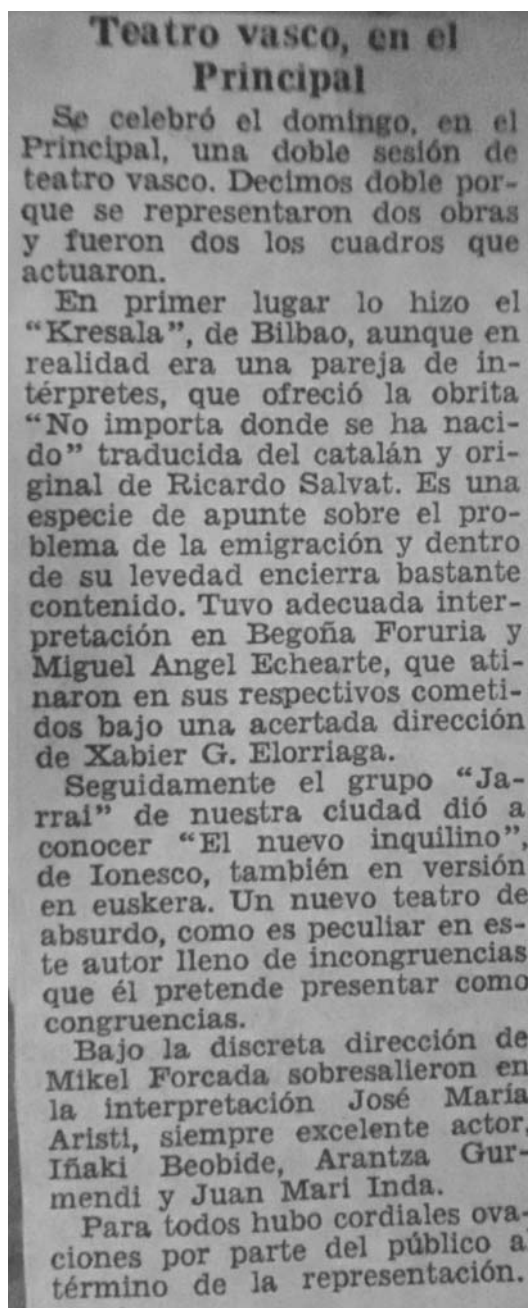 Teatro vasco, en el
Principal
Se celebró el domingo, en el
Principal, una doble sesión de
teatro vasco. Decimos doble por-
que se representaron dos obras
y fueron dos los cuadros que
actuaron.
En primer lugar lo hizo el
"Kresala", de Bilbao, aunque en
realidad era una pareja de in-
térpretes, que ofreció la obrita
"No importa donde se ha naci-
do" traducida del catalán y ori-
ginal de Ricardo Salvat. Es una
especie de apunte sobre el pro-
blema de la emigración y dentro
de su levedad encierra bastante
contenido. Tuvo adecuada inter-
pretación en Begoña Foruria y
Miguel Angel Echearte, que ati-
naron en sus respectivos cometi-
dos bajo una acertada dirección
de Xabier G. Elorriaga.
Seguidamente el grupo "Ja-
rrai" de nuestra ciudad dió a
conocer "El nuevo inquilino",
de Ionesco, también en versión
en euskera. Un nuevo teatro de
absurdo, como es peculiar en es-
te autor lleno de incongruencias
que él pretende presentar como
congruencias.
Bajo la discreta dirección de
Mikel Forcada sobresalieron en
la interpretación José María
Aristi, siempre excelente actor,
Iñaki Beobide, Arantza Gur-
mendi y Juan Mari Inda.
Para todos hubo cordiales ova-
ciones por parte del público a
término de la representación.